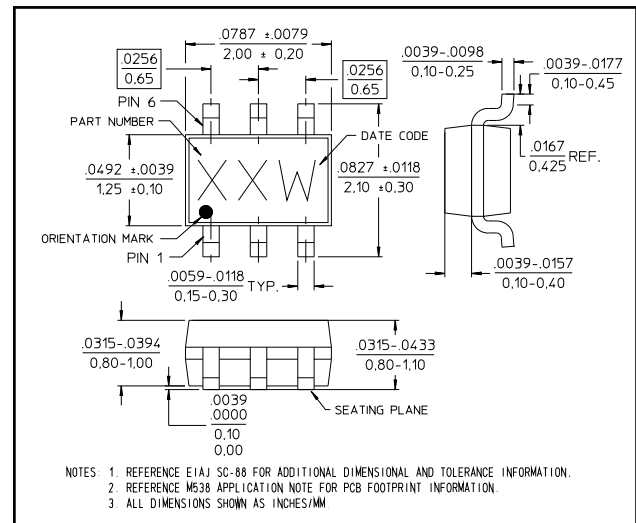 .0787 ±.0079
2,00 ± 0,20
.0256
0,65
.0256
0,65
.0039-.0098
0,10-0,25
.0039-.0177
0,10-0,45
PIN 6
PART NUMBER
DATE CODE
.0492 ±.0039
1,25 ±0,10
XXW
.0827 ±.0118
2,10 ±0,30
.0167
0,425
REF.
ORIENTATION MARK
PIN 1
.0059-.0118
0,15-0,30
TYP.
.0039-.0157
0,10-0,40
.0315-.0394
0,80-1,00
.0315-.0433
0,80-1,10
.0039
.0000
0,10
0,00
SEATING PLANE
NOTES: 1. REFERENCE EIAJ SC-88 FOR ADDITIONAL DIMENSIONAL AND TOLERANCE INFORMATION.
2. REFERENCE M538 APPLICATION NOTE FOR PCB FOOTPRINT INFORMATION.
3. ALL DIMENSIONS SHOWN AS INCHES/MM.